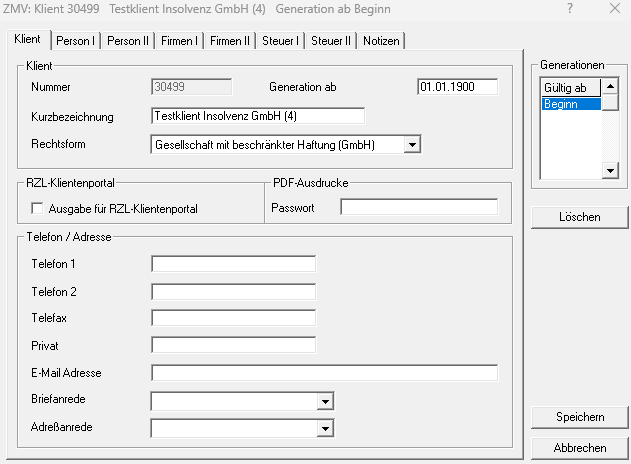 ZMV: Klient 30499 Testklient Insolvenz GmbH (4) Generation ab Beginn ?
Klient Person I Person II Firmen I Firmen II Steuer I Steuer II Notizen
Klient
Nummer 30499 Generation ab 01.01.1900
Kurzbezeichnung Testklient Insolvenz GmbH (4)
Rechtsform Gesellschaft mit beschränkter Haftung (GmbH)
RZL-Klientenportal
Ausgabe für RZL-Klientenportal
PDF-Ausdrucke
Passwort
Telefon / Adresse
Telefon 1
Telefon 2
Telefax
Privat
E-Mail Adresse
Briefanrede
Adreßanrede
Generationen
Gültig ab
Beginn
Löschen
Speichern
Abbrechen